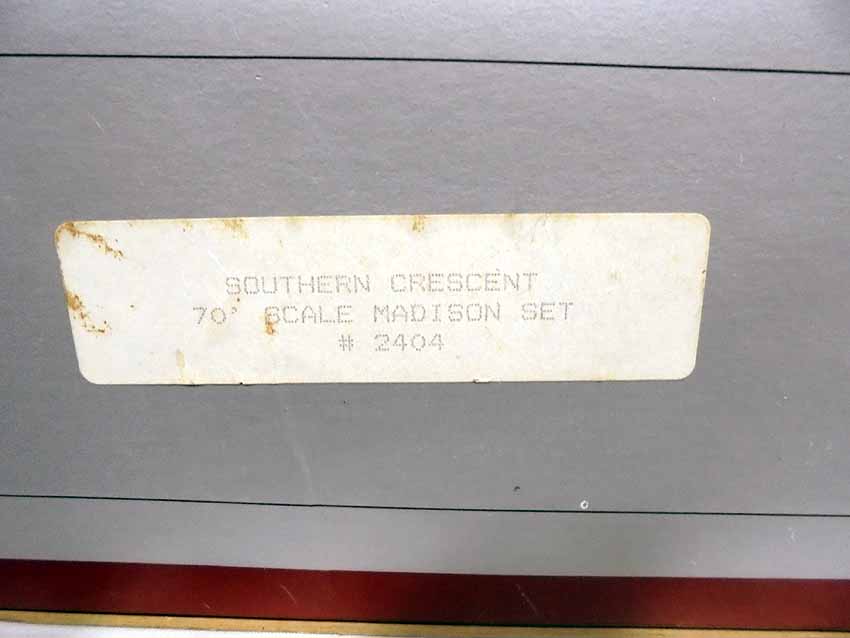 SOUTHERN CRESCENT
70' SCALE MADISON SET
# 2404